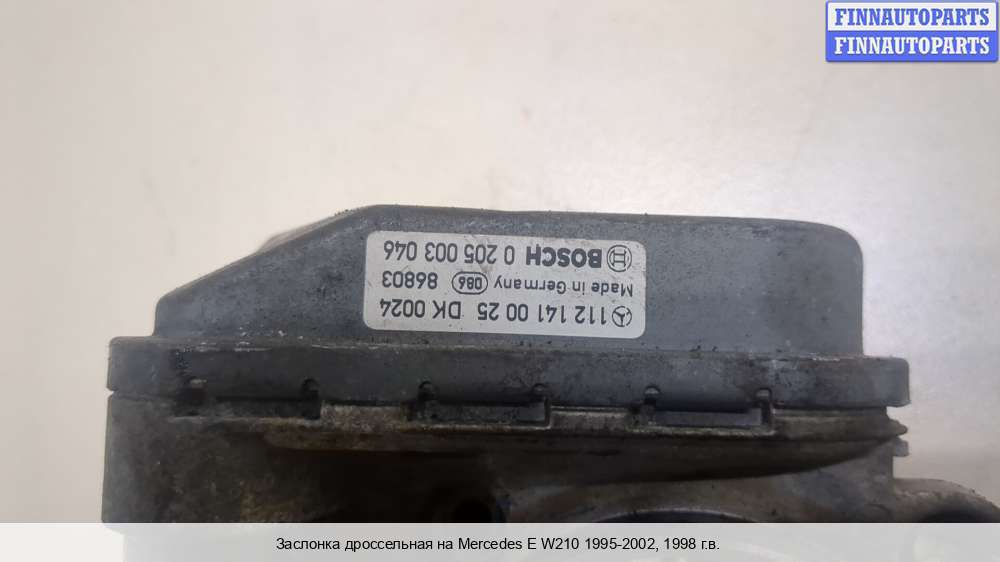 FINNAUTOPARTS
FINNAUTOPARTS
112 141 00 25 DK 0024
Made in Germany 086 86803
BOSCH 0 205 003 046
Заслонка дроссельная на Mercedes E W210 1995-2002, 1998 г.в.